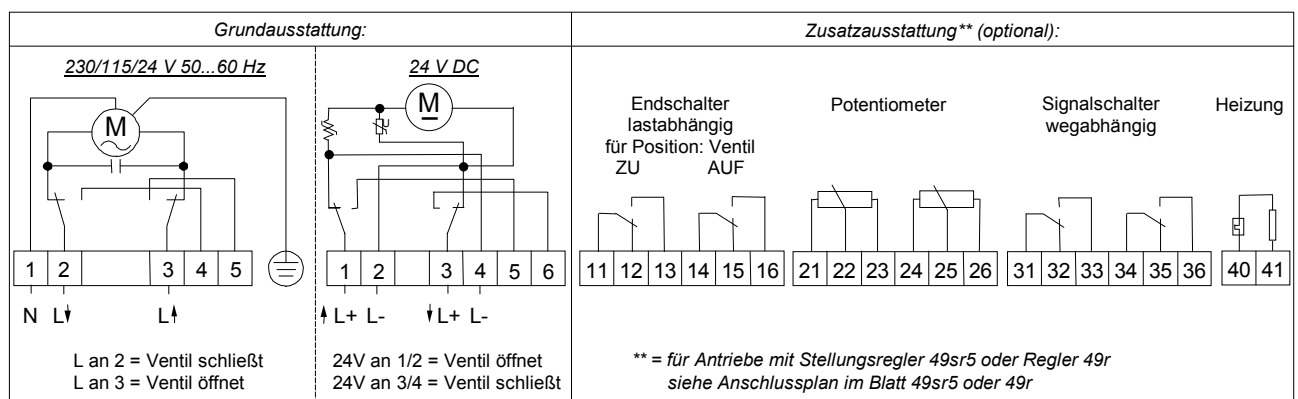 Grundausstattung:
Zusatzausstattung** (optional):
230/115/24 V 50...60 Hz
24 V DC
M
M
Endschalter
lastabhängig
für Position: Ventil
ZU AUF
Potentiometer
Signalschalter
wegabhängig
Heizung
1 2 3 4 5
1 2 3 4 5 6
11 12 13 14 15 16
21 22 23 24 25 26
31 32 33 34 35 36
40 41
N L L
L+ L- L+ L-
L an 2 = Ventil schließt
L an 3 = Ventil öffnet
24V an 1/2 = Ventil öffnet
24V an 3/4 = Ventil schließt
** = für Antriebe mit Stellungsregler 49sr5 oder Regler 49r
siehe Anschlussplan im Blatt 49sr5 oder 49r